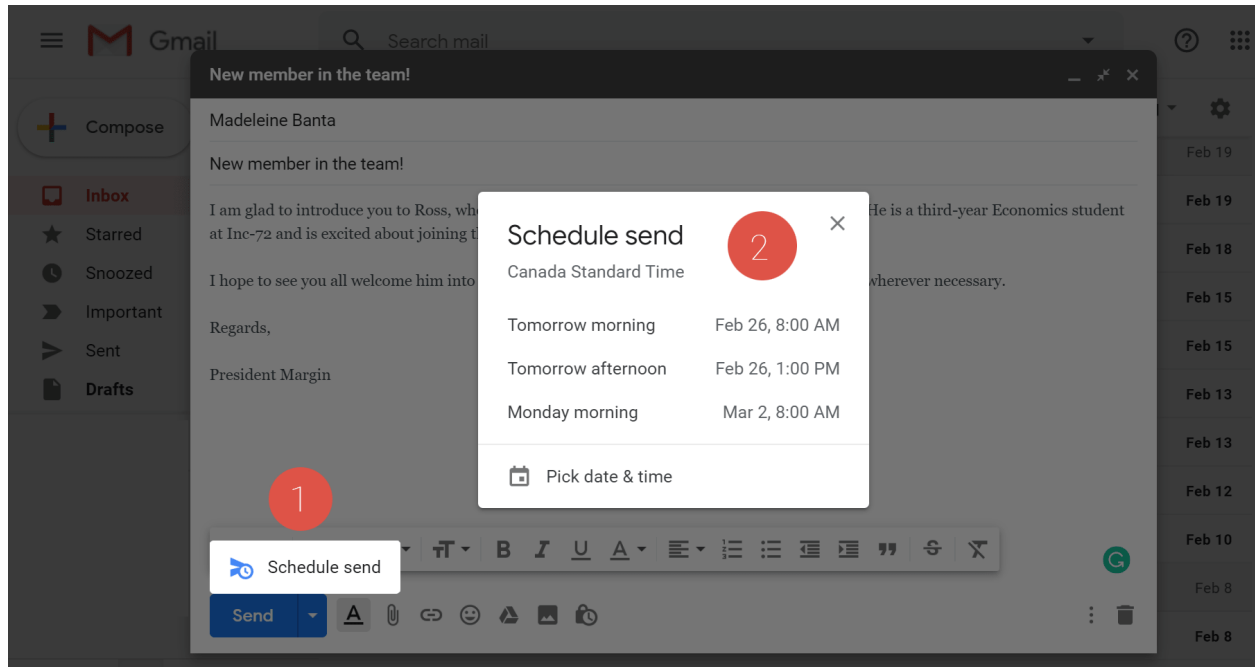 Gmail
Search mail
New member in the team!
Compose
Madeleine Banta
New member in the team!
Inbox
Starred
Snoozed
Important
Sent
Drafts
I am glad to introduce you to Ross, He is a third-year Economics student
at Inc-72 and is excited about joining
I hope to see you all welcome him into wherever necessary.
Regards,
President Margin
Schedule send
2
Canada Standard Time
Tomorrow morning Feb 26, 8:00 AM
Tomorrow afternoon Feb 26, 1:00 PM
Monday morning Mar 2, 8:00 AM
Pick date & time
1
Schedule send
B I U A
Send A
G
Feb 19
Feb 19
Feb 18
Feb 15
Feb 15
Feb 13
Feb 13
Feb 12
Feb 10
Feb 8
Feb 8